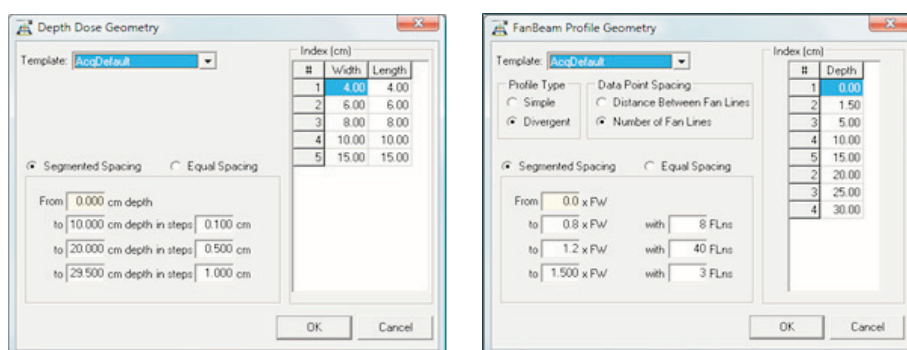 Depth Dose Geometry
Template: AcqDefault
Index (cm)
# Width Length
1 4.00 4.00
2 6.00 6.00
3 8.00 8.00
4 10.00 10.00
5 15.00 15.00
Segmented Spacing Equal Spacing
From 0.000 cm depth
to 10.000 cm depth in steps 0.100 cm
to 20.000 cm depth in steps 0.500 cm
to 29.500 cm depth in steps 1.000 cm
OK Cancel
FanBeam Profile Geometry
Template: AcqDefault
Profile Type
Simple
Divergent
Data Point Spacing
Distance Between Fan Lines
Number of Fan Lines
Index (cm)
# Depth
1 0.00
2 1.50
3 5.00
4 10.00
5 15.00
2 20.00
3 25.00
4 30.00
Segmented Spacing Equal Spacing
From 0.0 x FW
to 0.8 x FW with 8 FLns
to 1.2 x FW with 40 FLns
to 1.500 x FW with 3 FLns
OK Cancel